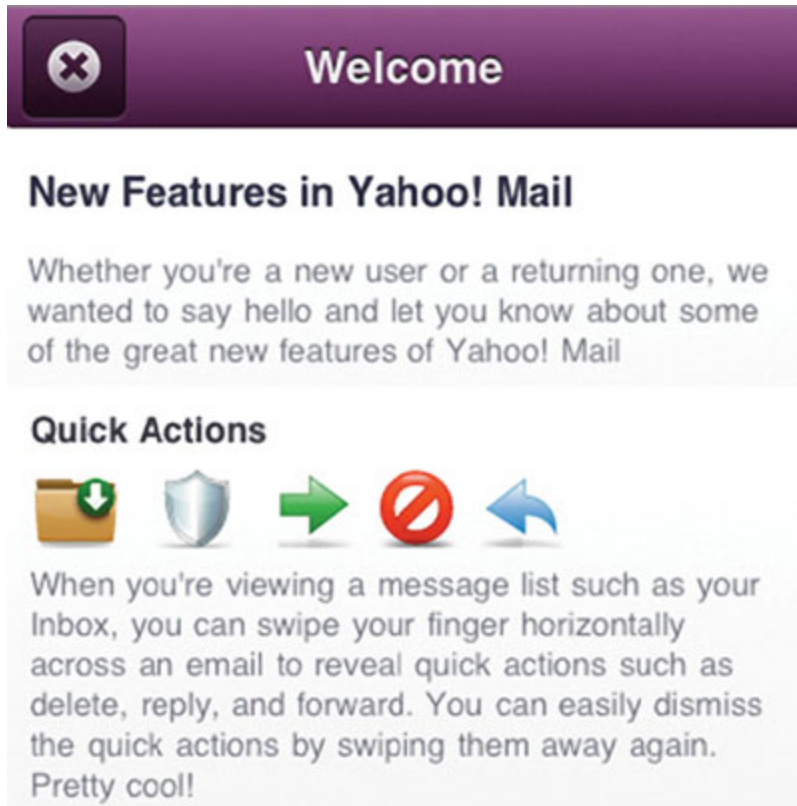 Welcome
New Features in Yahoo! Mail
Whether you're a new user or a returning one, we
wanted to say hello and let you know about some
of the great new features of Yahoo! Mail
Quick Actions
When you're viewing a message list such as your
Inbox, you can swipe your finger horizontally
across an email to reveal quick actions such as
delete, reply, and forward. You can easily dismiss
the quick actions by swiping them away again.
Pretty cool!